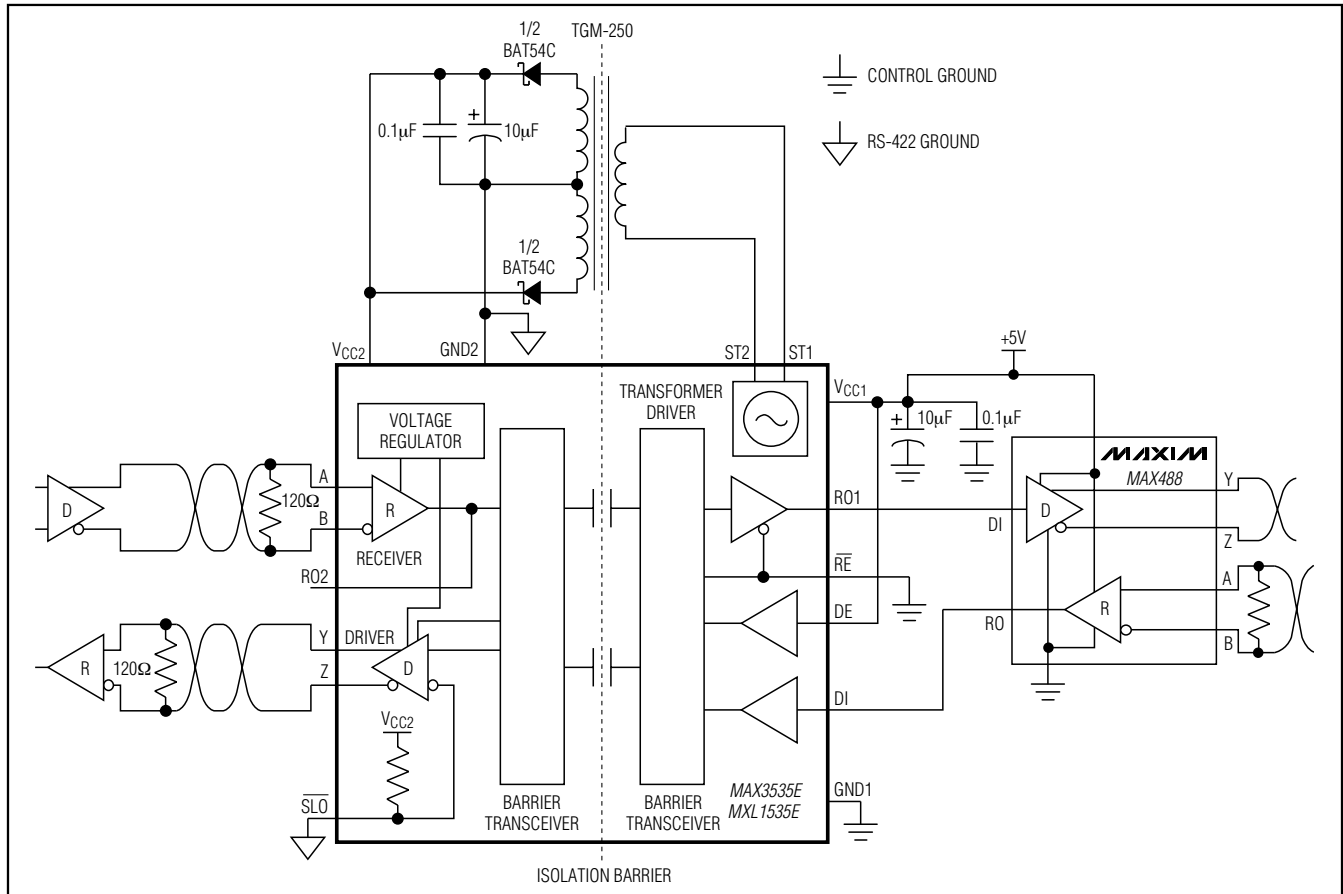 TGM-250
1/2
BAT54C
CONTROL GROUND
+
0.1μF
10μF
RS-422 GROUND
1/2
BAT54C
VCC2
GND2
ST2
ST1
+5V
VCC1
TRANSFORMER
DRIVER
VOLTAGE
REGULATOR
+
10μF
0.1μF
MAXIM
MAX488
A
B
120Ω
D
R
RECEIVER
RO2
RO1
DI
D
Y
Z
RE
DE
RO
R
A
B
R
120Ω
Y
Z
DRIVER
D
DI
VCC2
SLO
BARRIER
TRANSCEIVER
BARRIER
TRANSCEIVER
MAX3535E
MXL1535E
GND1
ISOLATION BARRIER